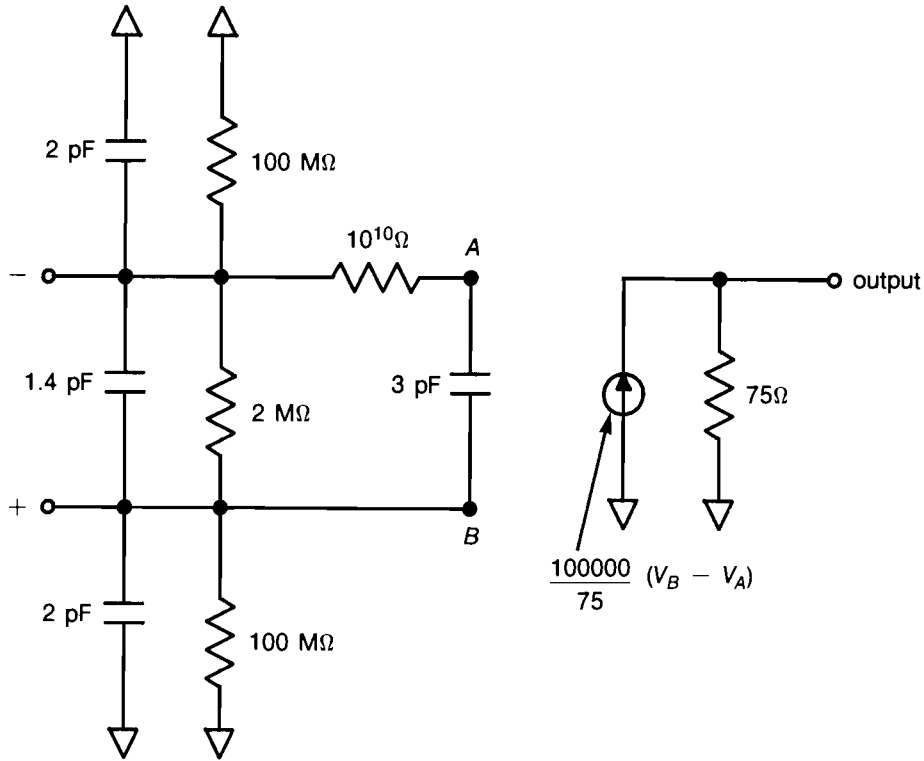 2 pF
100 MΩ
10¹⁰Ω
A
−
output
1.4 pF
2 MΩ
3 pF
75Ω
+
B
100000
75
(V_B − V_A)
2 pF
100 MΩ